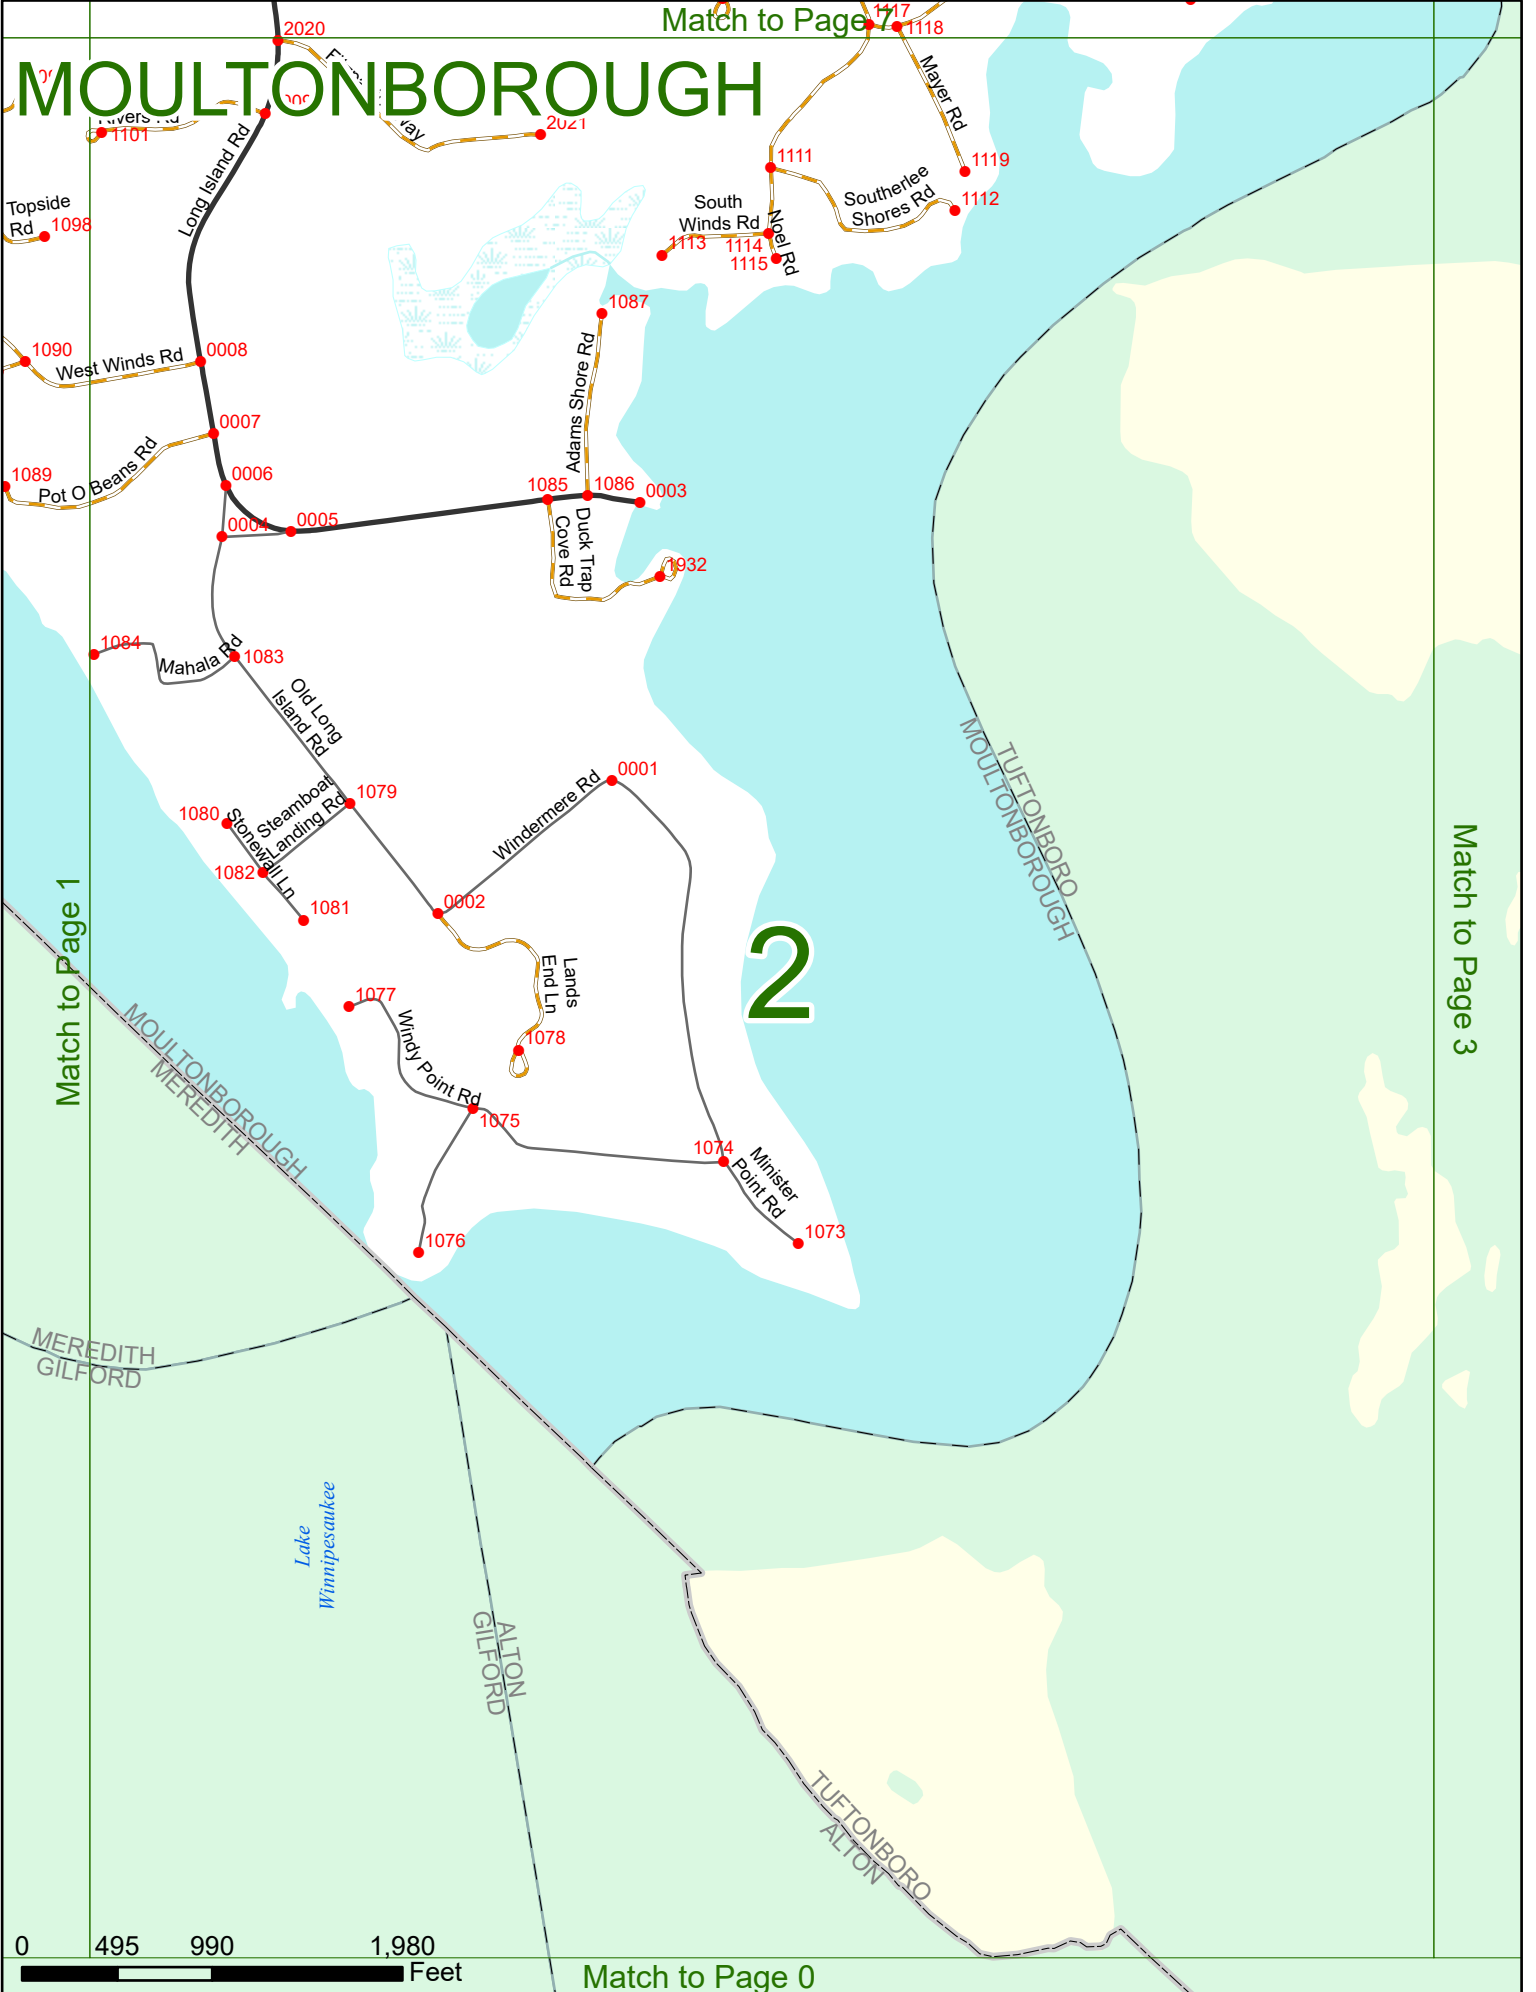 Match to Page 7
1117
1118
2020
MOULTONBOROUGH
Mayer Rd
Rivers Rd
1101
2021
Long Island Rd
1111
1119
Topside
Rd
1098
South
Winds Rd
Southerlee
Shores Rd
1112
1113
1114
1115
Noel Rd
1087
1090
West Winds Rd
0008
Adams Shore Rd
0007
1089
Pot O Beans Rd
0006
1085
1086
0003
0004
0005
Duck Trap
Cove Rd
1932
1084
Mahala Rd
1083
Old Long
Island Rd
TUFTONBORO
MOULTONBOROUGH
0001
Windermere Rd
1079
1080
Steamboat
Landing Rd
Stonewall Ln
1082
1081
0002
Match to Page 1
Match to Page 3
2
Lands
End Ln
1077
1078
Windy Point Rd
MOULTONBOROUGH
MEREDITH
1075
1074
Minister
Point Rd
1073
1076
MEREDITH
GILFORD
Lake
Winnipesaukee
ALTON
GILFORD
TUFTONBORO
ALTON
0 495 990 1,980
Feet
Match to Page 0